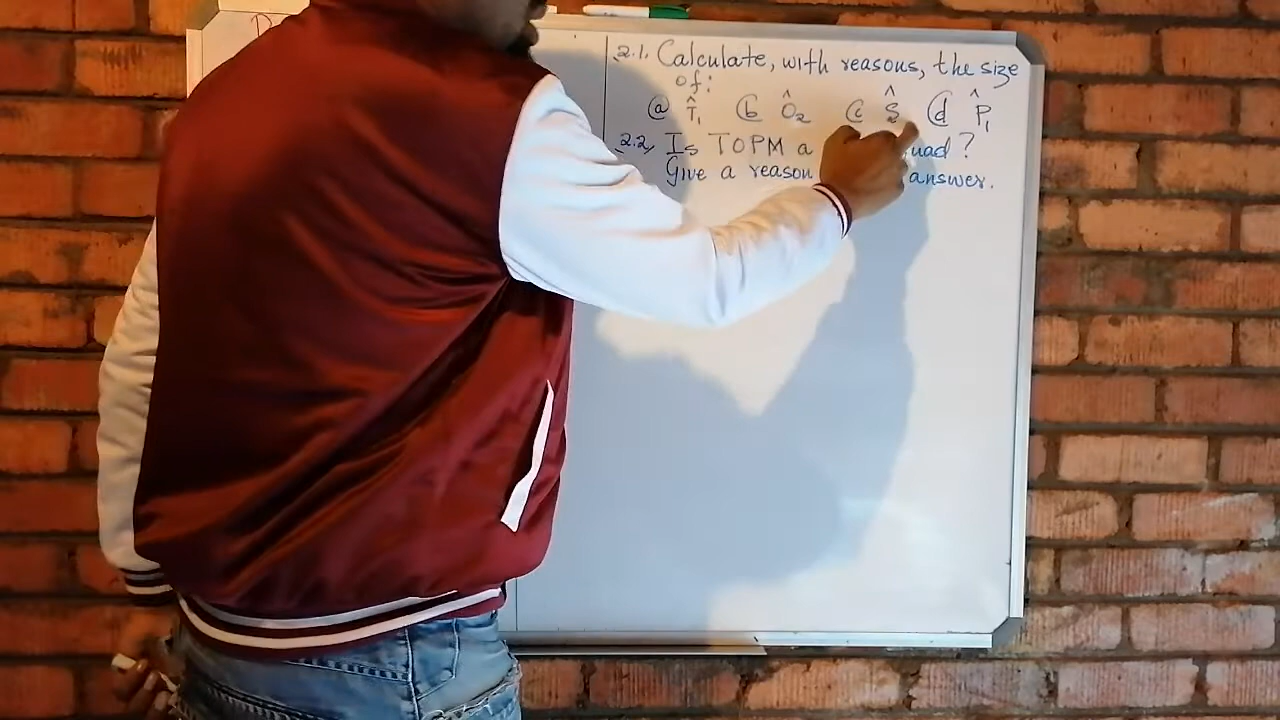 D
2.1. Calculate, with reasons, the size
of:
(a) T̂₁ (b) Ô₂ (c) Ŝ (d) P̂₁
2.2. Is TOPM a uad?
Give a reason answer.